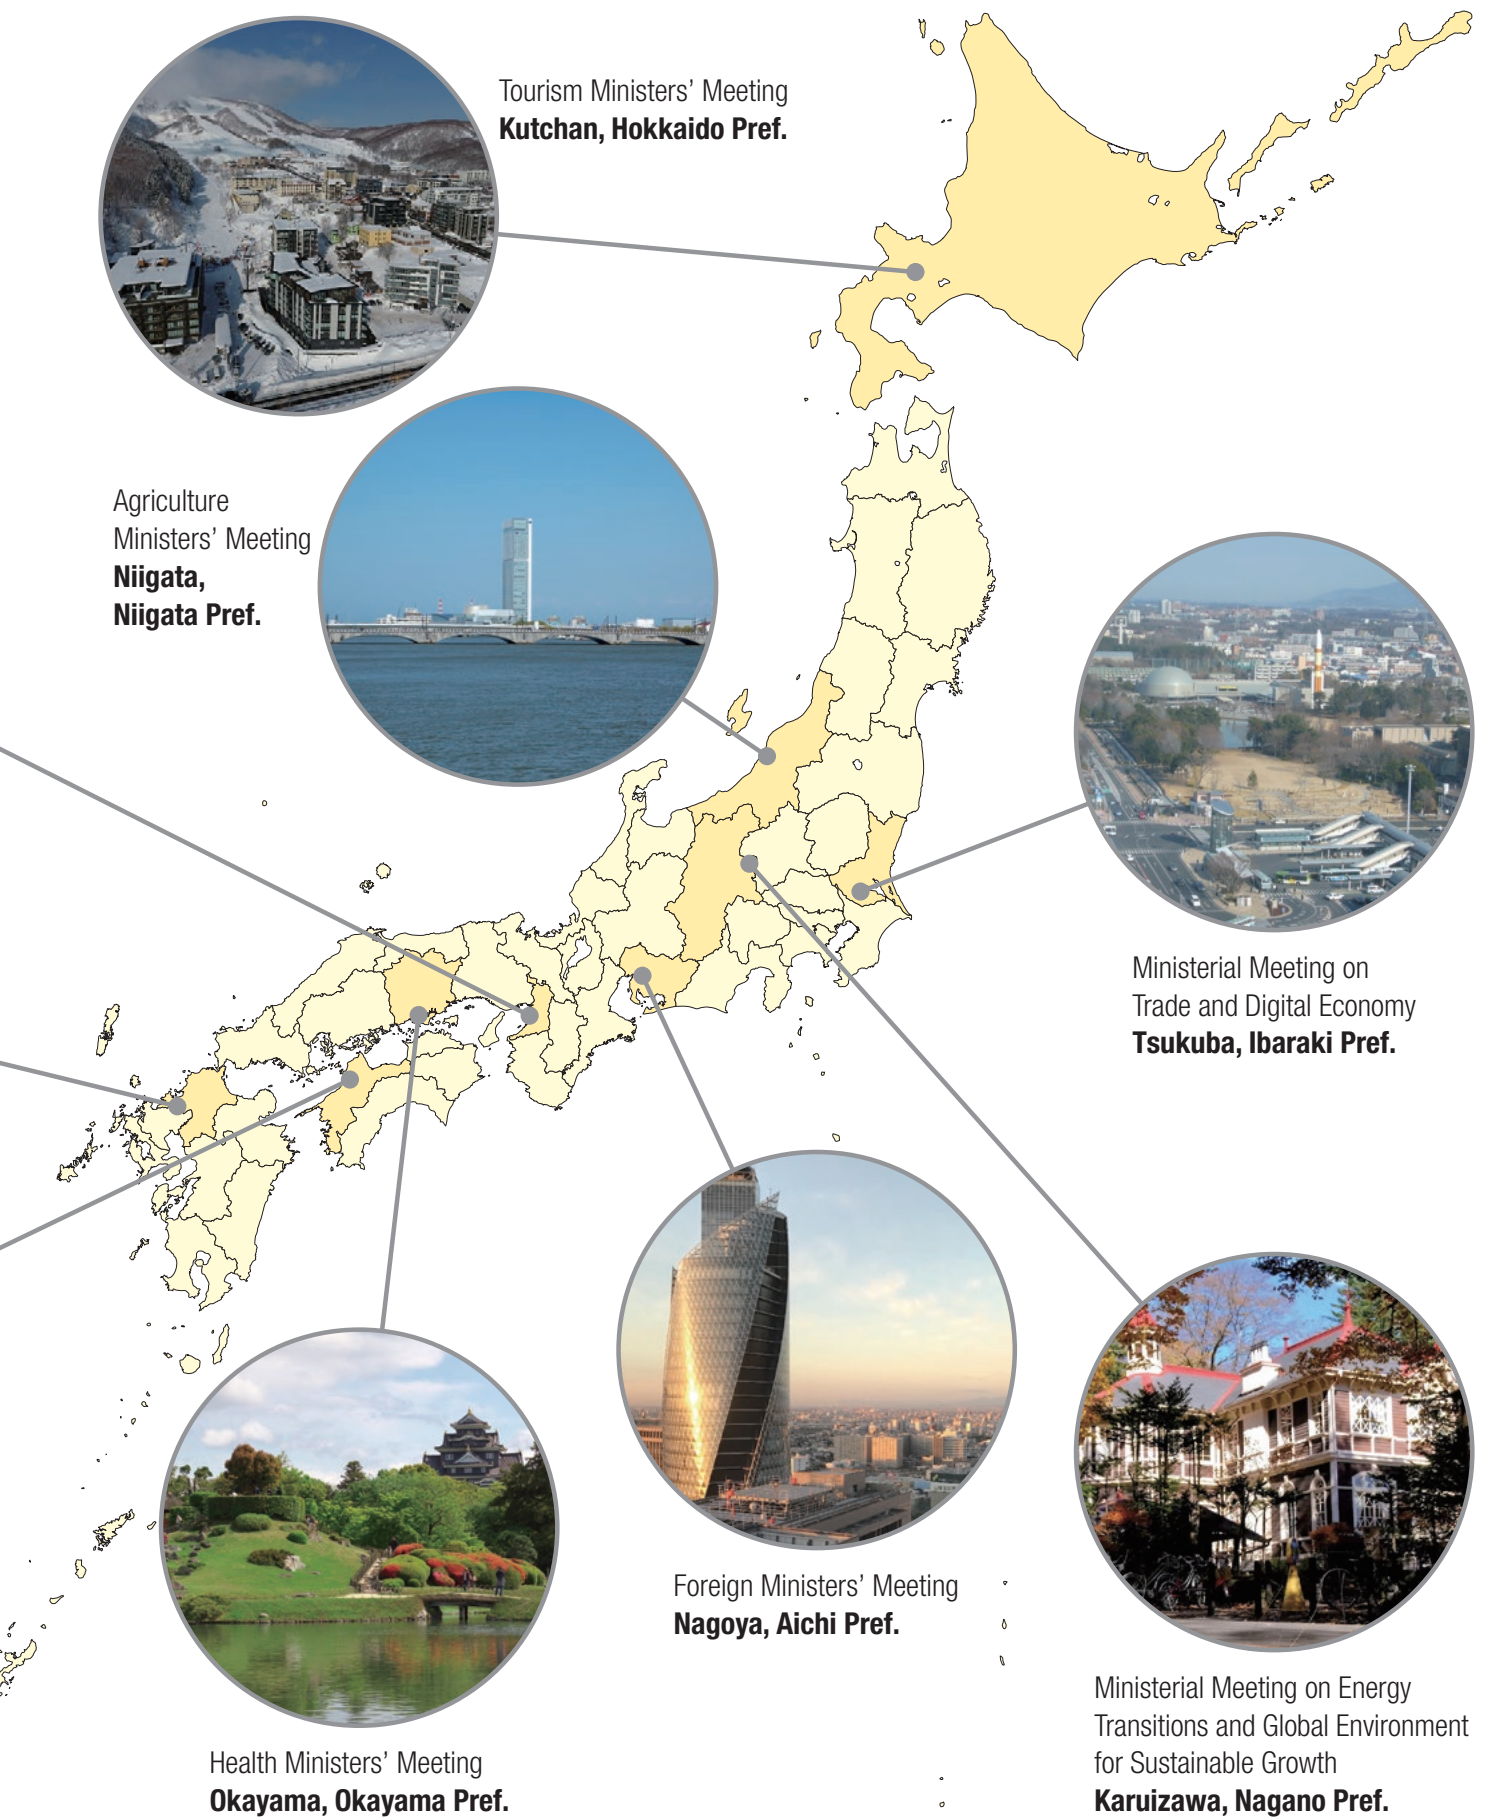 Tourism Ministers’ Meeting
Kutchan, Hokkaido Pref.
Agriculture
Ministers’ Meeting
Niigata,
Niigata Pref.
Ministerial Meeting on
Trade and Digital Economy
Tsukuba, Ibaraki Pref.
Foreign Ministers’ Meeting
Nagoya, Aichi Pref.
Ministerial Meeting on Energy
Transitions and Global Environment
for Sustainable Growth
Karuizawa, Nagano Pref.
Health Ministers’ Meeting
Okayama, Okayama Pref.